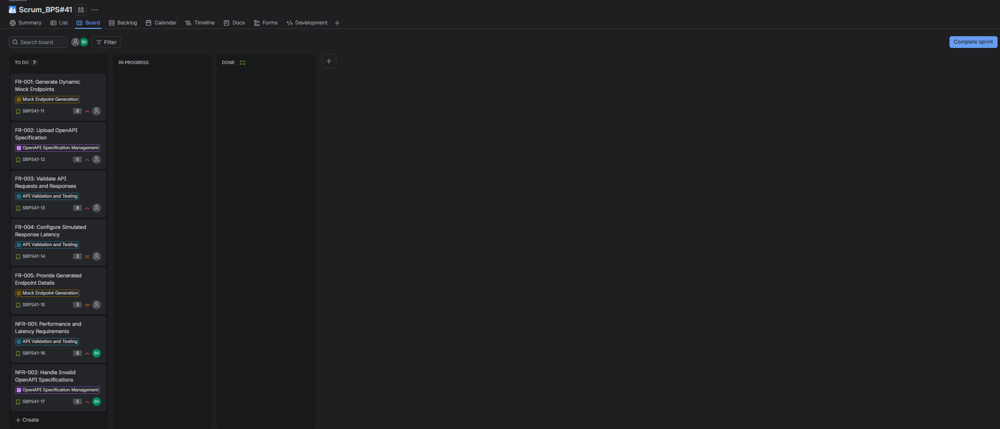 Spaces
Scrum_BPS#41
Summary List Board Backlog Calendar Timeline Docs Forms Development
Search board SV Filter Complete sprint
TO DO 7
FR-001: Generate Dynamic
Mock Endpoints
Mock Endpoint Generation
SBPS41-11 8
FR-002: Upload OpenAPI
Specification
OpenAPI Specification Management
SBPS41-12 5
FR-003: Validate API
Requests and Responses
API Validation and Testing
SBPS41-13 8
FR-004: Configure Simulated
Response Latency
API Validation and Testing
SBPS41-14 3
FR-005: Provide Generated
Endpoint Details
Mock Endpoint Generation
SBPS41-15 3
NFR-001: Performance and
Latency Requirements
API Validation and Testing
SBPS41-16 8 SV
NFR-002: Handle Invalid
OpenAPI Specifications
OpenAPI Specification Management
SBPS41-17 5 SV
Create
IN PROGRESS
DONE